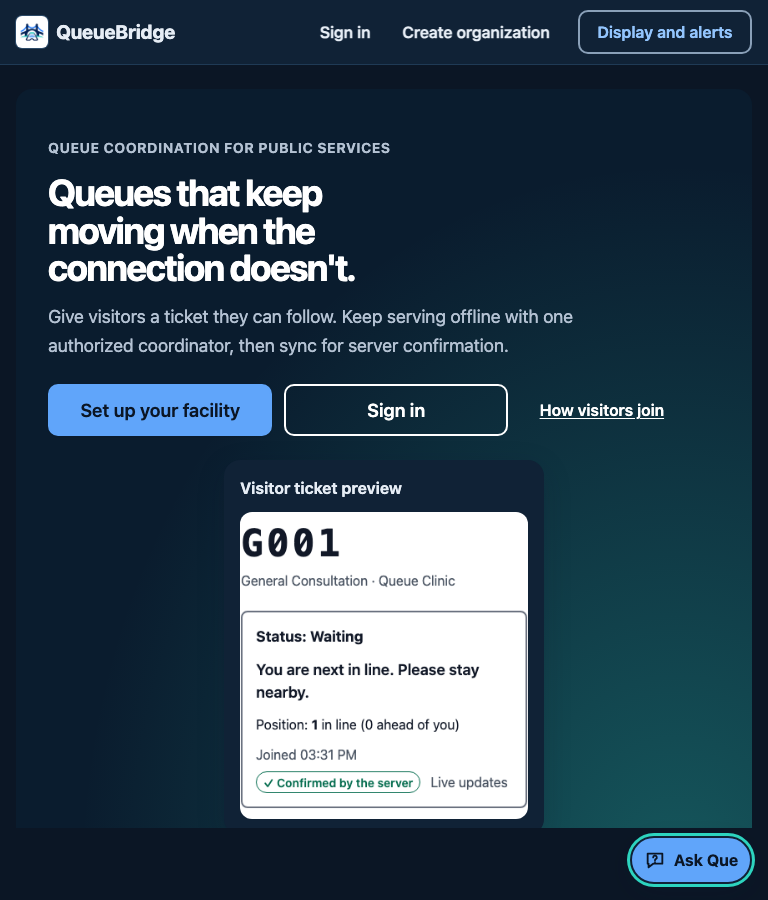 QueueBridge
Sign in
Create organization
Display and alerts
QUEUE COORDINATION FOR PUBLIC SERVICES
Queues that keep
moving when the
connection doesn't.
Give visitors a ticket they can follow. Keep serving offline with one
authorized coordinator, then sync for server confirmation.
Set up your facility
Sign in
How visitors join
Visitor ticket preview
G001
General Consultation · Queue Clinic
Status: Waiting
You are next in line. Please stay
nearby.
Position: 1 in line (0 ahead of you)
Joined 03:31 PM
✓ Confirmed by the server
Live updates
Ask Que